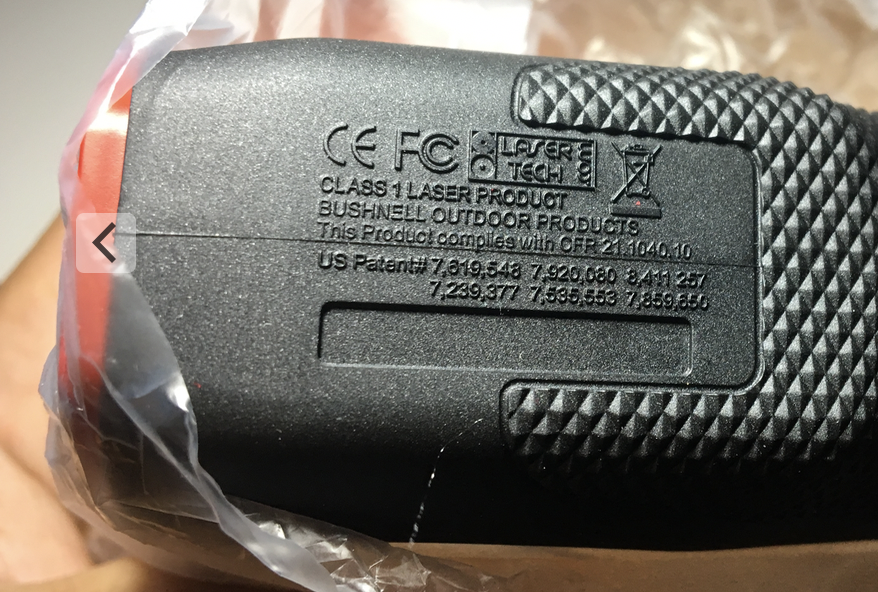 CE FC LASER TECH .com
CLASS 1 LASER PRODUCT
BUSHNELL OUTDOOR PRODUCTS
This Product complies with CFR 21 1040.10
US Patent# 7,619,548 7,920,080 8,411 257
7,239,377 7,535,553 7,859,650